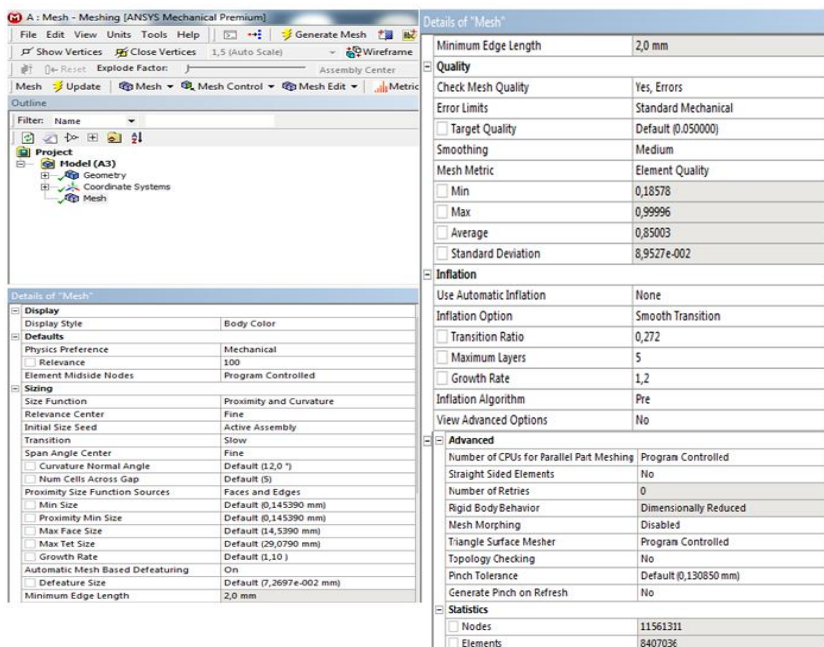 A : Mesh - Meshing [ANSYS Mechanical Premium]
File Edit View Units Tools Help Generate Mesh
Show Vertices Close Vertices 1,5 (Auto Scale) Wireframe
Reset Explode Factor: Assembly Center
Mesh Update Mesh Mesh Control Mesh Edit Metric
Outline
Filter: Name
Project
Model (A3)
Geometry
Coordinate Systems
Mesh
Details of "Mesh"
Display
Display Style Body Color
Defaults
Physics Preference Mechanical
Relevance 100
Element Midside Nodes Program Controlled
Sizing
Size Function Proximity and Curvature
Relevance Center Fine
Initial Size Seed Active Assembly
Transition Slow
Span Angle Center Fine
Curvature Normal Angle Default (12,0 °)
Num Cells Across Gap Default (5)
Proximity Size Function Sources Faces and Edges
Min Size Default (0,145390 mm)
Proximity Min Size Default (0,145390 mm)
Max Face Size Default (14,5390 mm)
Max Tet Size Default (29,0790 mm)
Growth Rate Default (1,10 )
Automatic Mesh Based Defeaturing On
Defeature Size Default (7,2697e-002 mm)
Minimum Edge Length 2,0 mm
Details of "Mesh"
Minimum Edge Length 2,0 mm
Quality
Check Mesh Quality Yes, Errors
Error Limits Standard Mechanical
Target Quality Default (0.050000)
Smoothing Medium
Mesh Metric Element Quality
Min 0,18578
Max 0,99996
Average 0,85003
Standard Deviation 8,9527e-002
Inflation
Use Automatic Inflation None
Inflation Option Smooth Transition
Transition Ratio 0,272
Maximum Layers 5
Growth Rate 1,2
Inflation Algorithm Pre
View Advanced Options No
Advanced
Number of CPUs for Parallel Part Meshing Program Controlled
Straight Sided Elements No
Number of Retries 0
Rigid Body Behavior Dimensionally Reduced
Mesh Morphing Disabled
Triangle Surface Mesher Program Controlled
Topology Checking No
Pinch Tolerance Default (0,130850 mm)
Generate Pinch on Refresh No
Statistics
Nodes 11561311
Elements 8407036